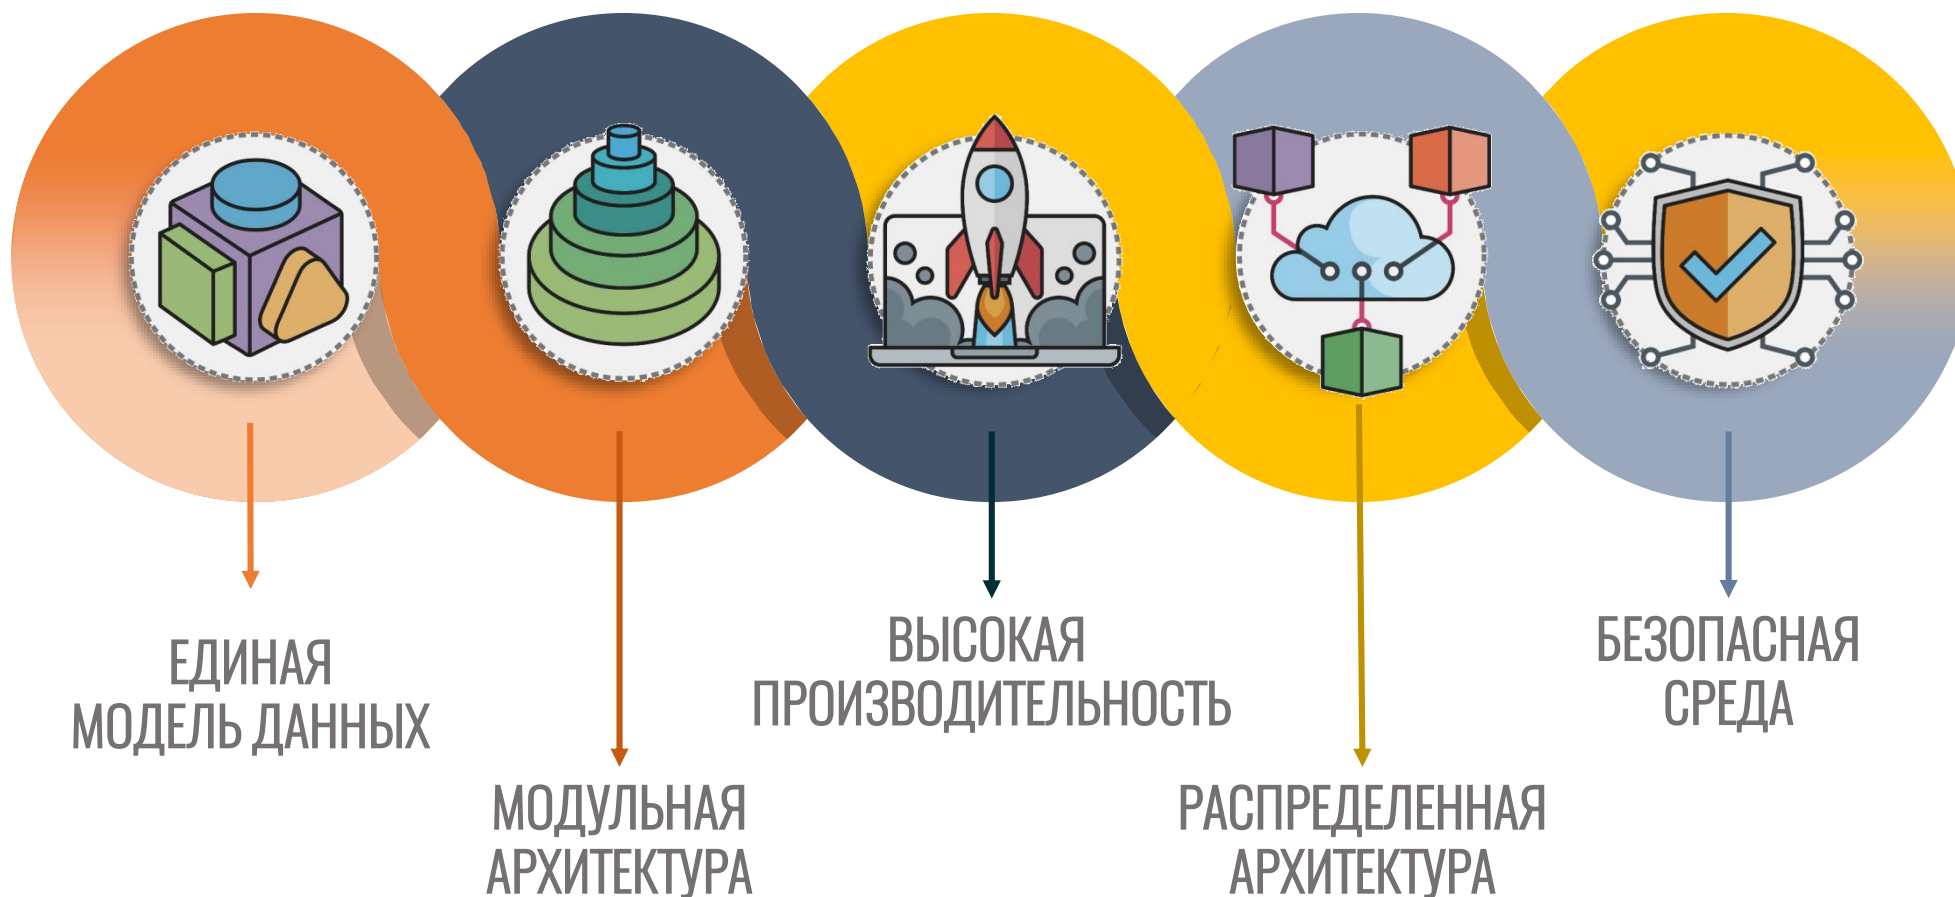 ЕДИНАЯ
МОДЕЛЬ ДАННЫХ
МОДУЛЬНАЯ
АРХИТЕКТУРА
ВЫСОКАЯ
ПРОИЗВОДИТЕЛЬНОСТЬ
РАСПРЕДЕЛЕННАЯ
АРХИТЕКТУРА
БЕЗОПАСНАЯ
СРЕДА